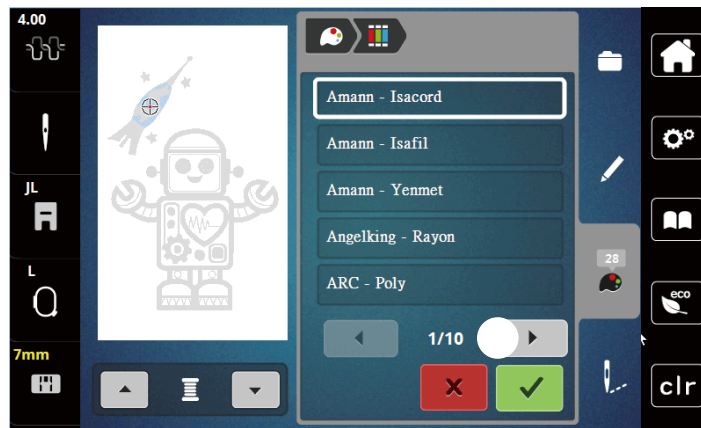 4.00
JL
L
7mm
Amann - Isacord
Amann - Isafil
Amann - Yenmet
Angelking - Rayon
ARC - Poly
1/10
28
eco
clr